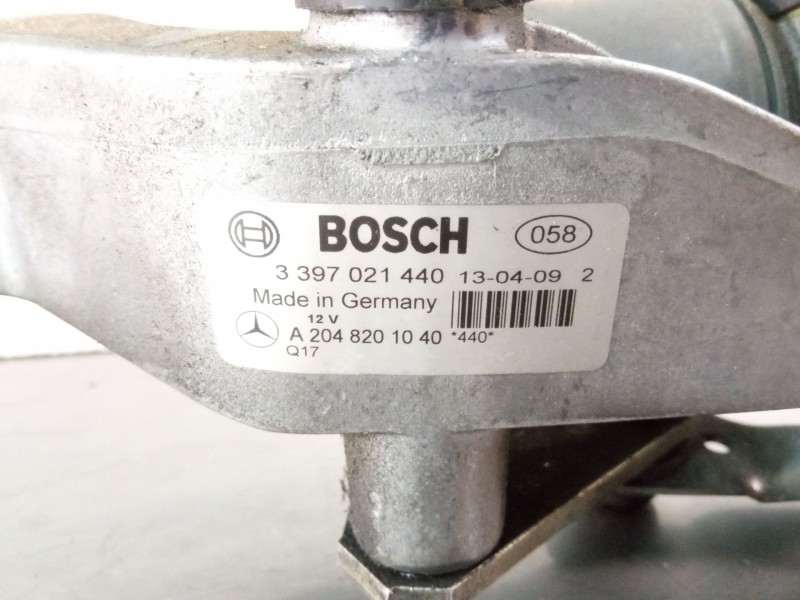 BOSCH 058
3 397 021 440 13-04-09 2
Made in Germany
12 V
A 204 820 10 40 *440*
Q17